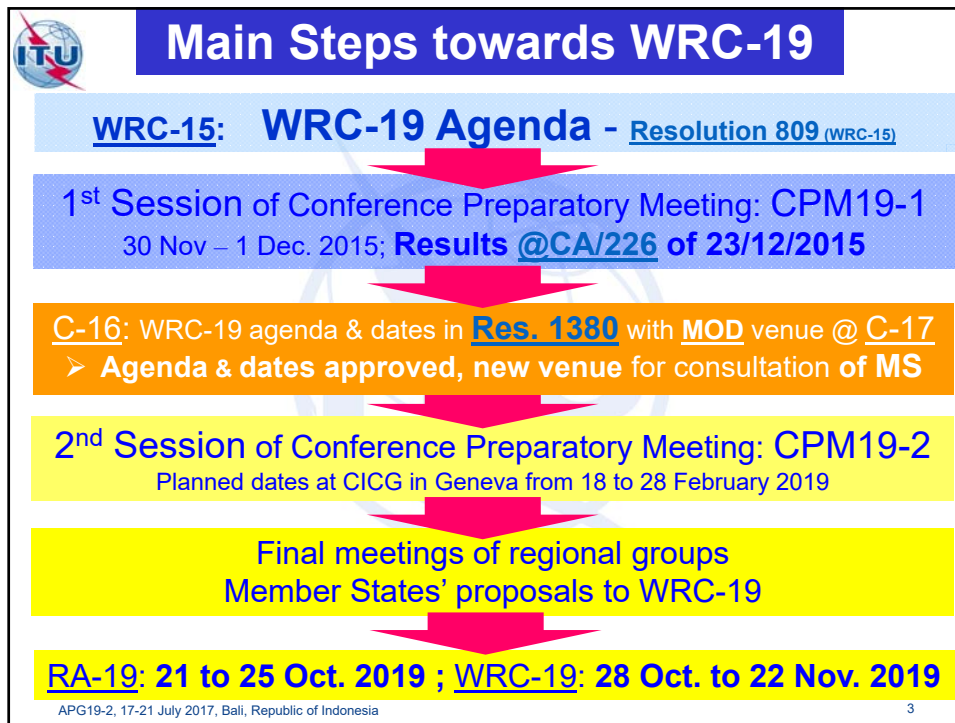 ITU
Main Steps towards WRC-19
WRC-15: WRC-19 Agenda - Resolution 809 (WRC-15)
1st Session of Conference Preparatory Meeting: CPM19-1
30 Nov – 1 Dec. 2015; Results @CA/226 of 23/12/2015
C-16: WRC-19 agenda & dates in Res. 1380 with MOD venue @ C-17
➢ Agenda & dates approved, new venue for consultation of MS
2nd Session of Conference Preparatory Meeting: CPM19-2
Planned dates at CICG in Geneva from 18 to 28 February 2019
Final meetings of regional groups
Member States’ proposals to WRC-19
RA-19: 21 to 25 Oct. 2019 ; WRC-19: 28 Oct. to 22 Nov. 2019
APG19-2, 17-21 July 2017, Bali, Republic of Indonesia 3